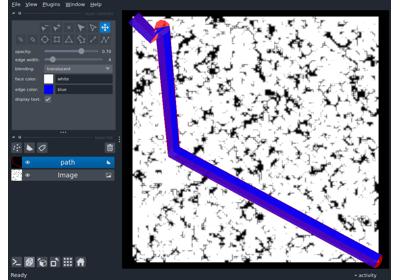 File View Plugins Window Help
opacity: 0.70
edge width: 4
blending: translucent
face color: white
edge color: blue
display text: ✓
path
Image
Ready
activity